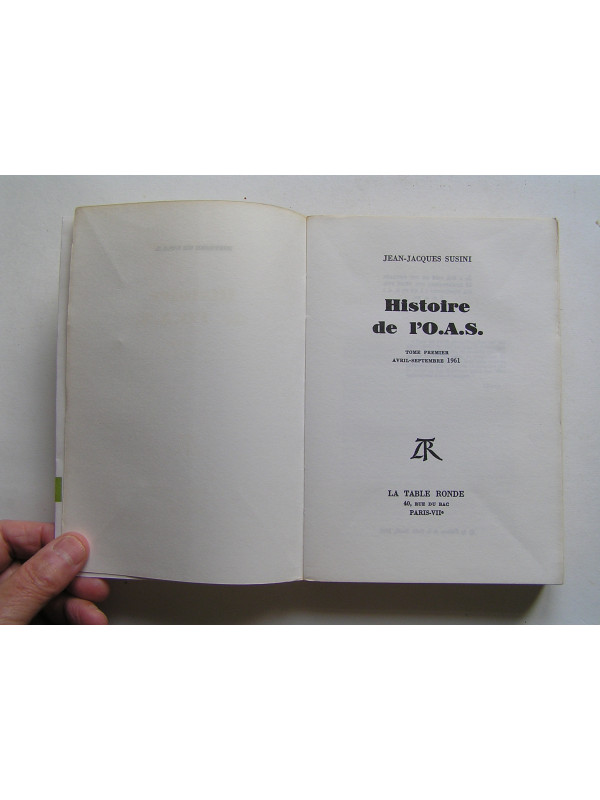 JEAN-JACQUES SUSINI
Histoire
de l'O.A.S.
TOME PREMIER
AVRIL-SEPTEMBRE 1961
LA TABLE RONDE
40, RUE DU BAC
PARIS-VIIe